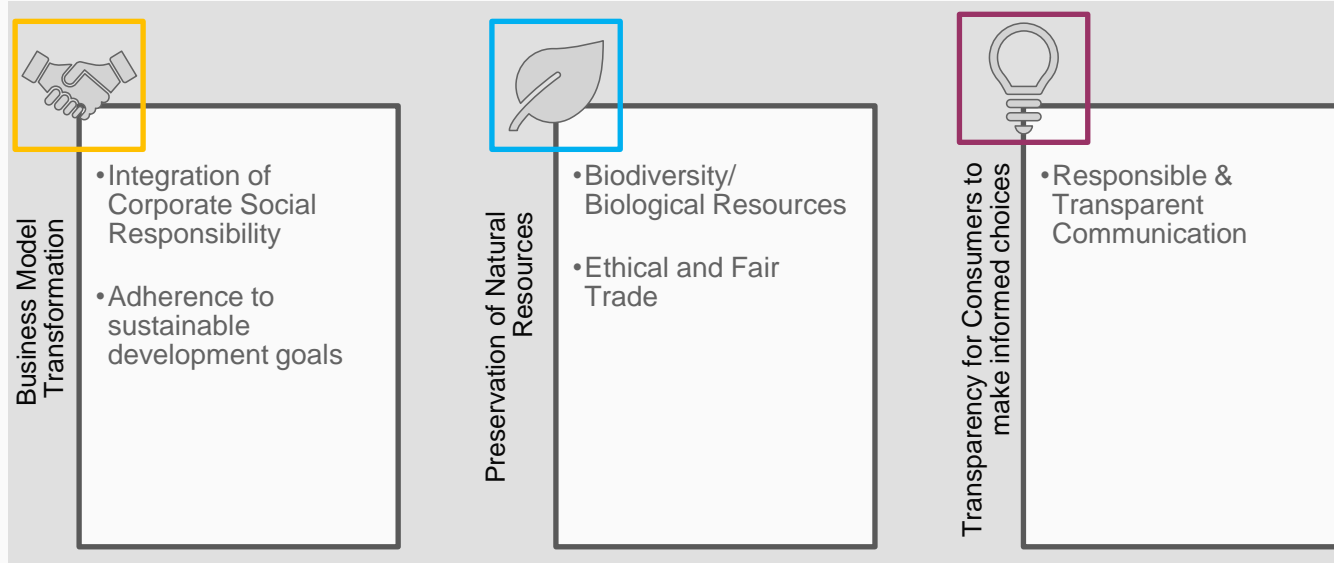 Business Model
Transformation
•Integration of
Corporate Social
Responsibility
•Adherence to
sustainable
development goals
Preservation of Natural
Resources
•Biodiversity/
Biological Resources
•Ethical and Fair
Trade
Transparency for Consumers to
make informed choices
•Responsible &
Transparent
Communication